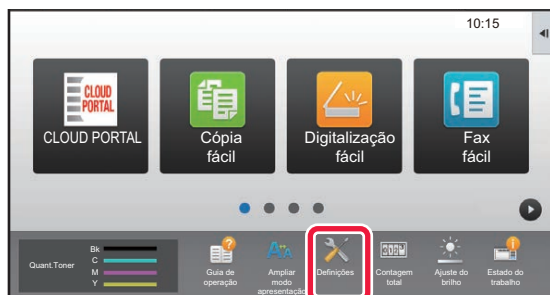 10:15
CLOUD
PORTAL
CLOUD PORTAL
Cópia
fácil
Digitalização
fácil
Fax
fácil
Quant.Toner
Bk
C
M
Y
Guia de
operação
Ampliar
modo
apresentação
Definições
Contagem
total
Ajuste do
brilho
Estado do
trabalho